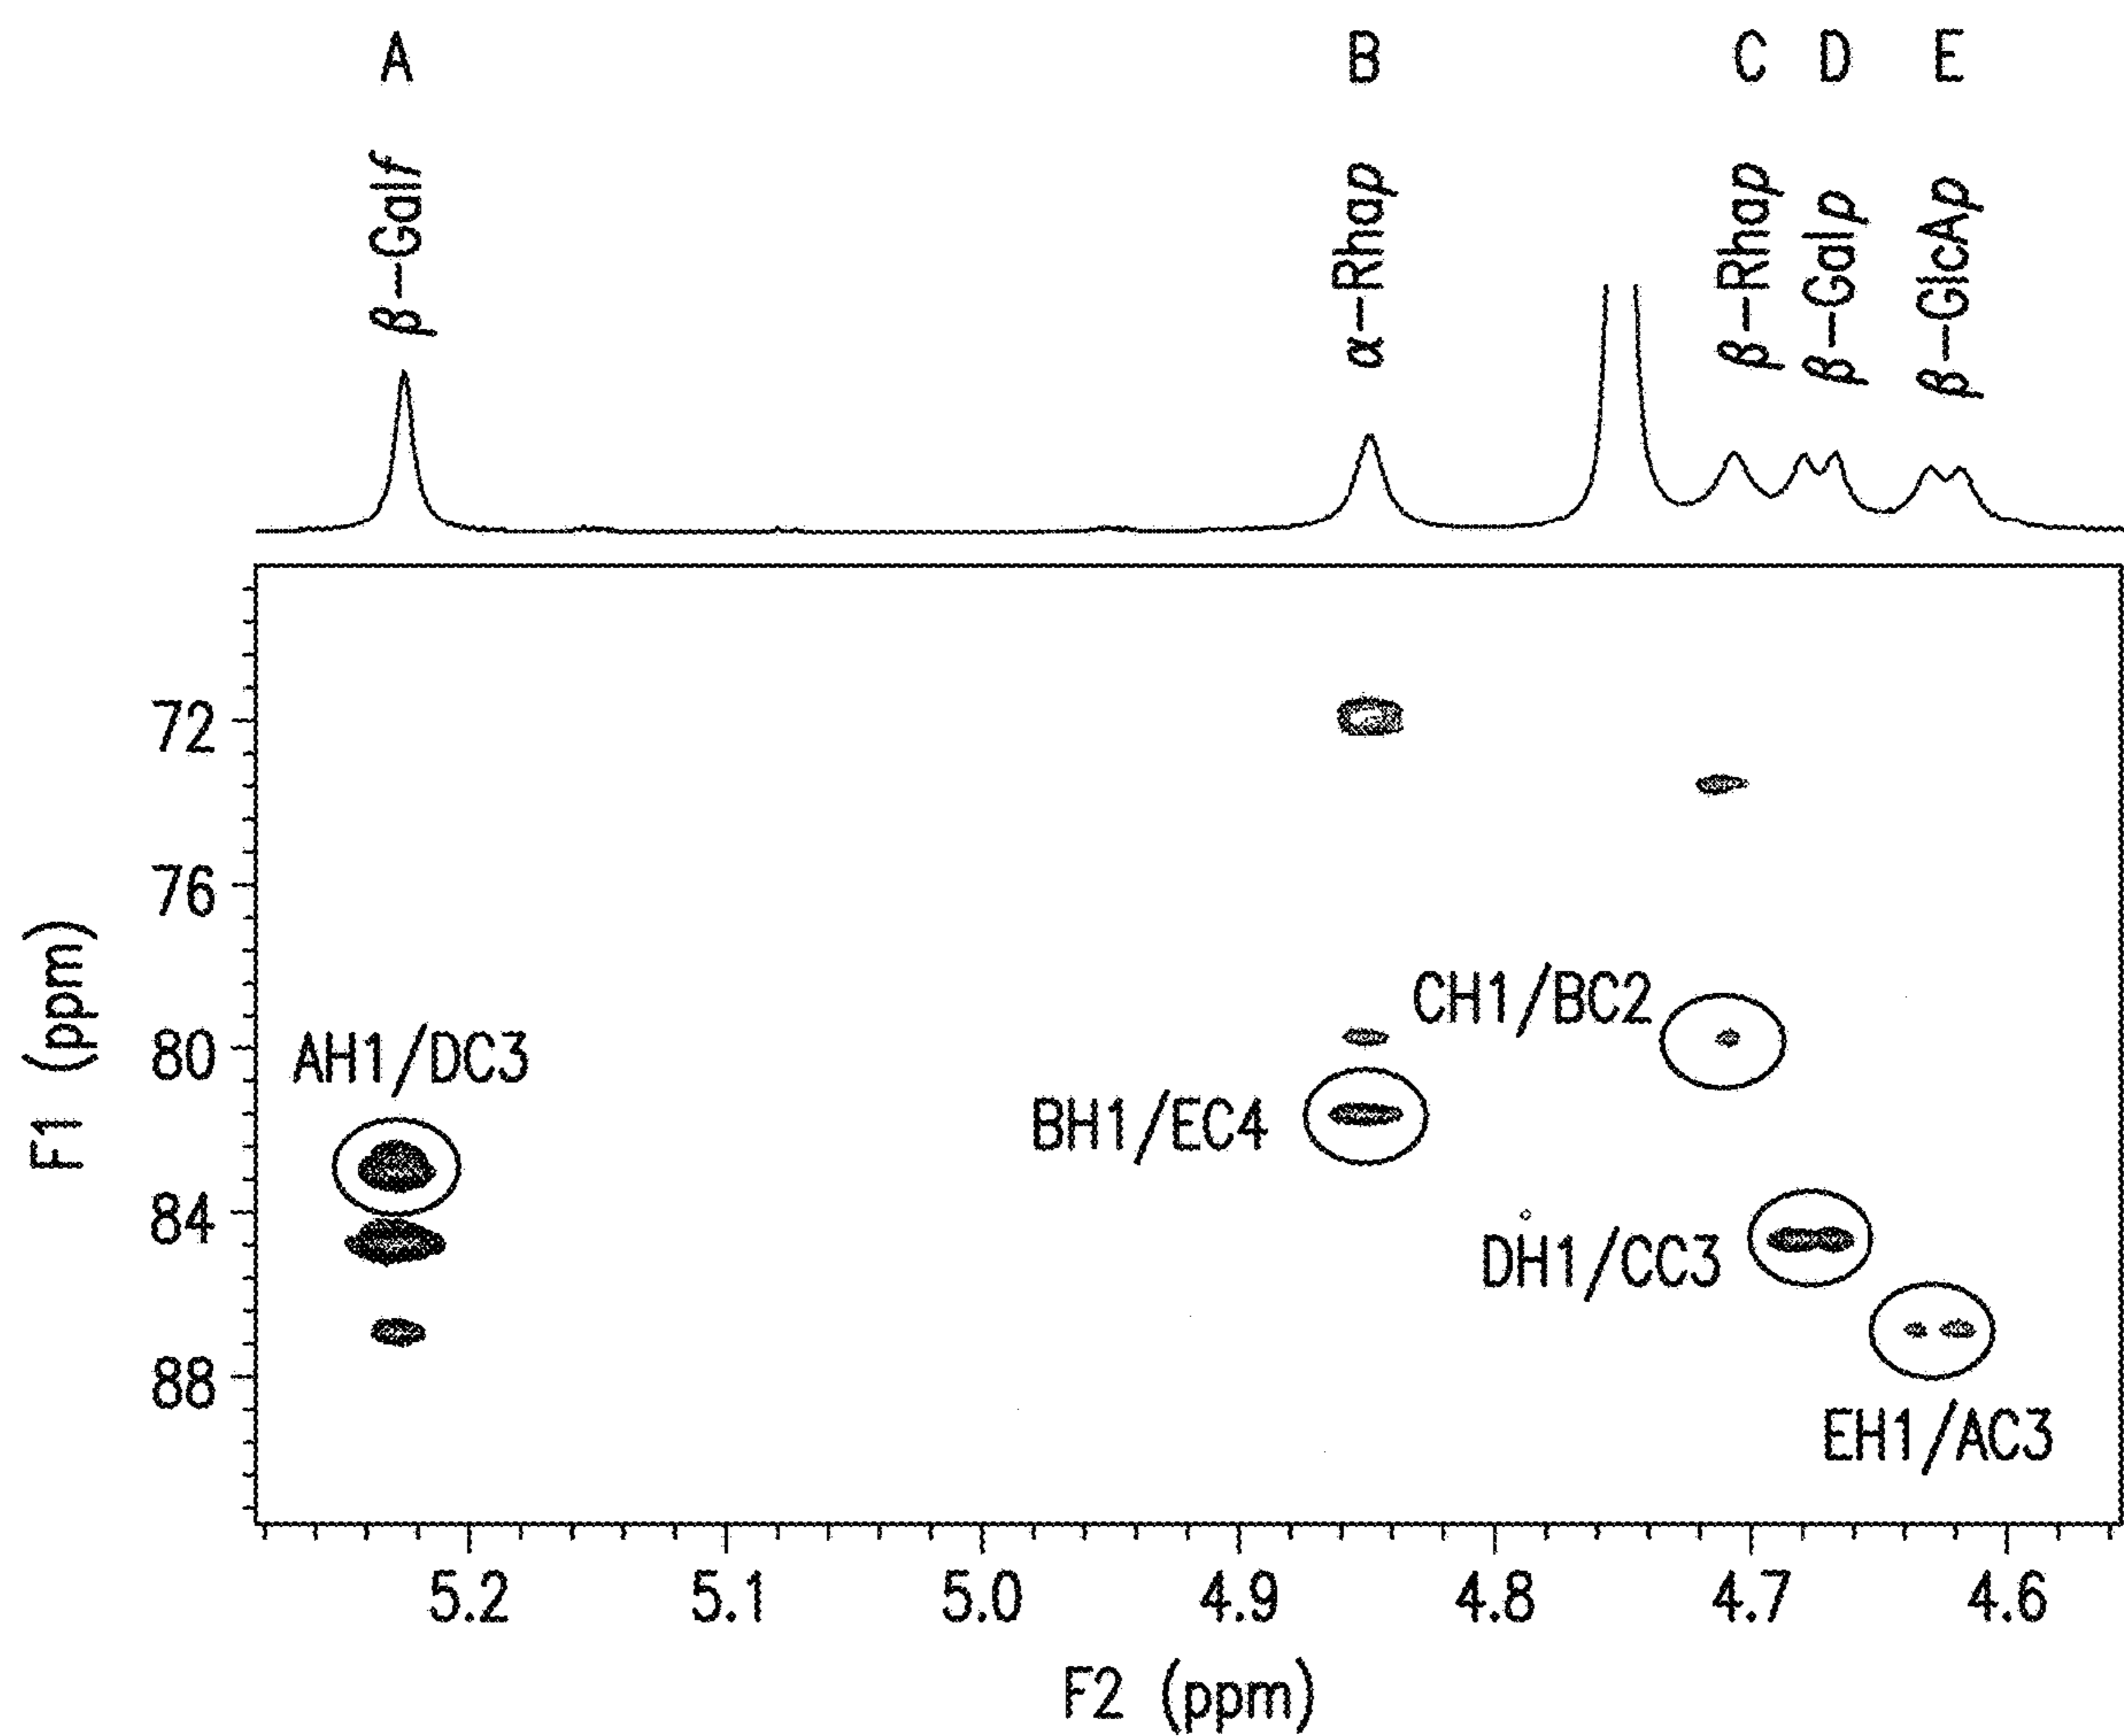 A B C D E
β–Galf α–Rhap β–Rhap β–Galp β–GlcAp
72
76
80
84
88
F1 (ppm)
AH1/DC3
CH1/BC2
BH1/EC4
DH1/CC3
EH1/AC3
5.2 5.1 5.0 4.9 4.8 4.7 4.6
F2 (ppm)